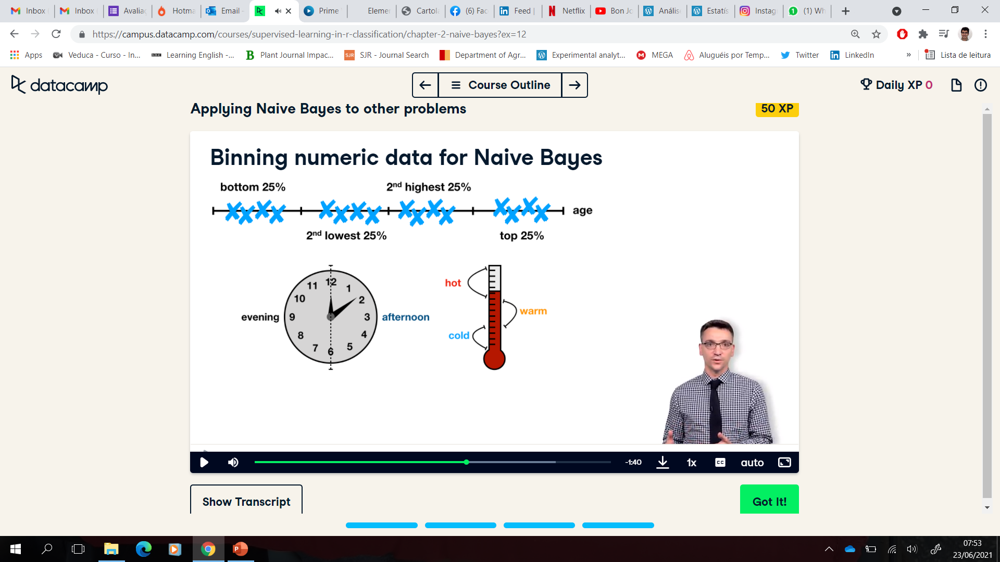 Inbox
Inbox
Avaliaç
Hotma
Email -
Prime
Elemer
Cartola
(6) Fac
Feed |
Netflix
Bon Jo
Anális
Estatís
Instag
(1) Wh
https://campus.datacamp.com/courses/supervised-learning-in-r-classification/chapter-2-naive-bayes?ex=12
Apps
Veduca - Curso - In...
BBC
Learning English -...
B
Plant Journal Impac...
SJR
SJR - Journal Search
Department of Agr...
Experimental analyt...
MEGA
Aluguéis por Temp...
Twitter
LinkedIn
»
Lista de leitura
datacamp
Course Outline
Daily XP 0
Applying Naive Bayes to other problems
50 XP
Binning numeric data for Naive Bayes
bottom 25%
2nd highest 25%
age
2nd lowest 25%
top 25%
12
11
1
10
2
evening
9
3
afternoon
8
4
7
5
6
hot
warm
cold
-1:40
1x
CC
auto
Show Transcript
Got It!
07:53
23/06/2021